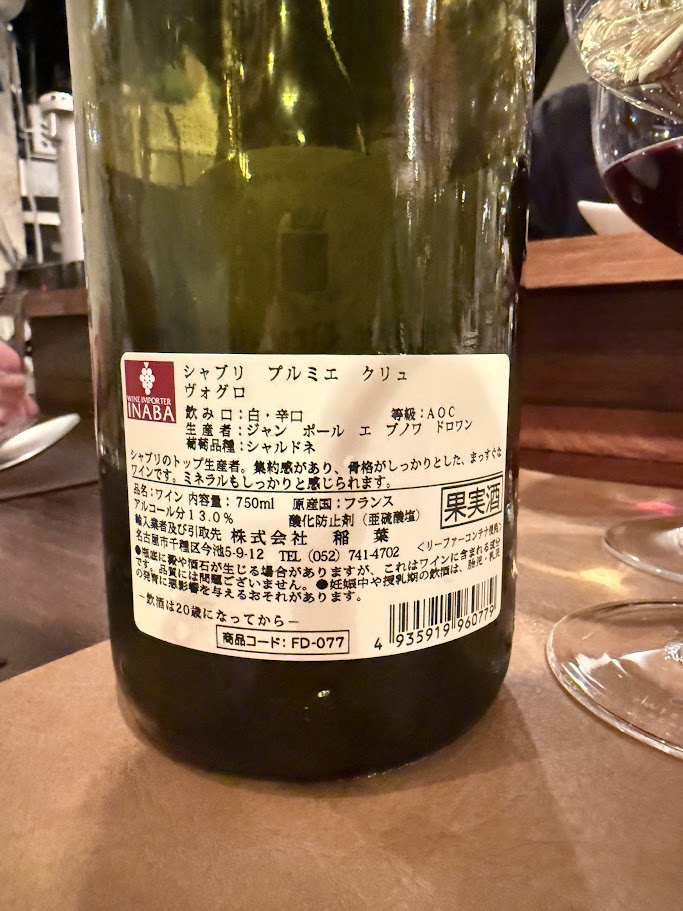 WINE IMPORTER
INABA
シャブリ プルミエ クリュ
ヴォグロ
飲み口：白・辛口 等級：AOC
生産者：ジャン ポール エ ブノワ ドロワン
葡萄品種：シャルドネ
シャブリのトップ生産者。集約感があり、骨格がしっかりとした、まっすぐな
ワインです。ミネラルもしっかりと感じられます。
品名：ワイン 内容量：750ml 原産国：フランス
アルコール分13.0% 酸化防止剤（亜硫酸塩）
果実酒
輸入業者及び引取先 株式会社 稲葉
名古屋市千種区今池5-9-12 TEL（052）741-4702 <リーファーコンテナ使用>
●瓶底に澱や酒石が生じる場合がありますが、これはワインに含まれる成分
です。品質には問題ございません。●妊娠中や授乳期の飲酒は、胎児・乳児
の発育に悪影響を与えるおそれがあります。
－飲酒は20歳になってから－
商品コード：FD-077
4 935919 960779